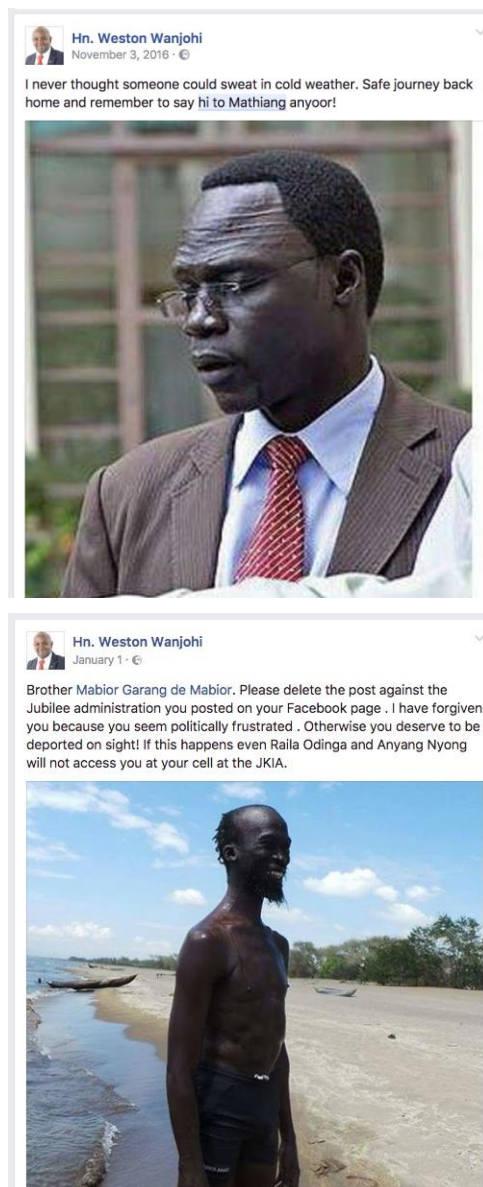 Hn. Weston Wanjohi
November 3, 2016 ·
I never thought someone could sweat in cold weather. Safe journey back
home and remember to say hi to Mathiang anyoor!
Hn. Weston Wanjohi
January 1 ·
Brother Mabior Garang de Mabior. Please delete the post against the
Jubilee administration you posted on your Facebook page . I have forgiven
you because you seem politically frustrated . Otherwise you deserve to be
deported on sight! If this happens even Raila Odinga and Anyang Nyong
will not access you at your cell at the JKIA.